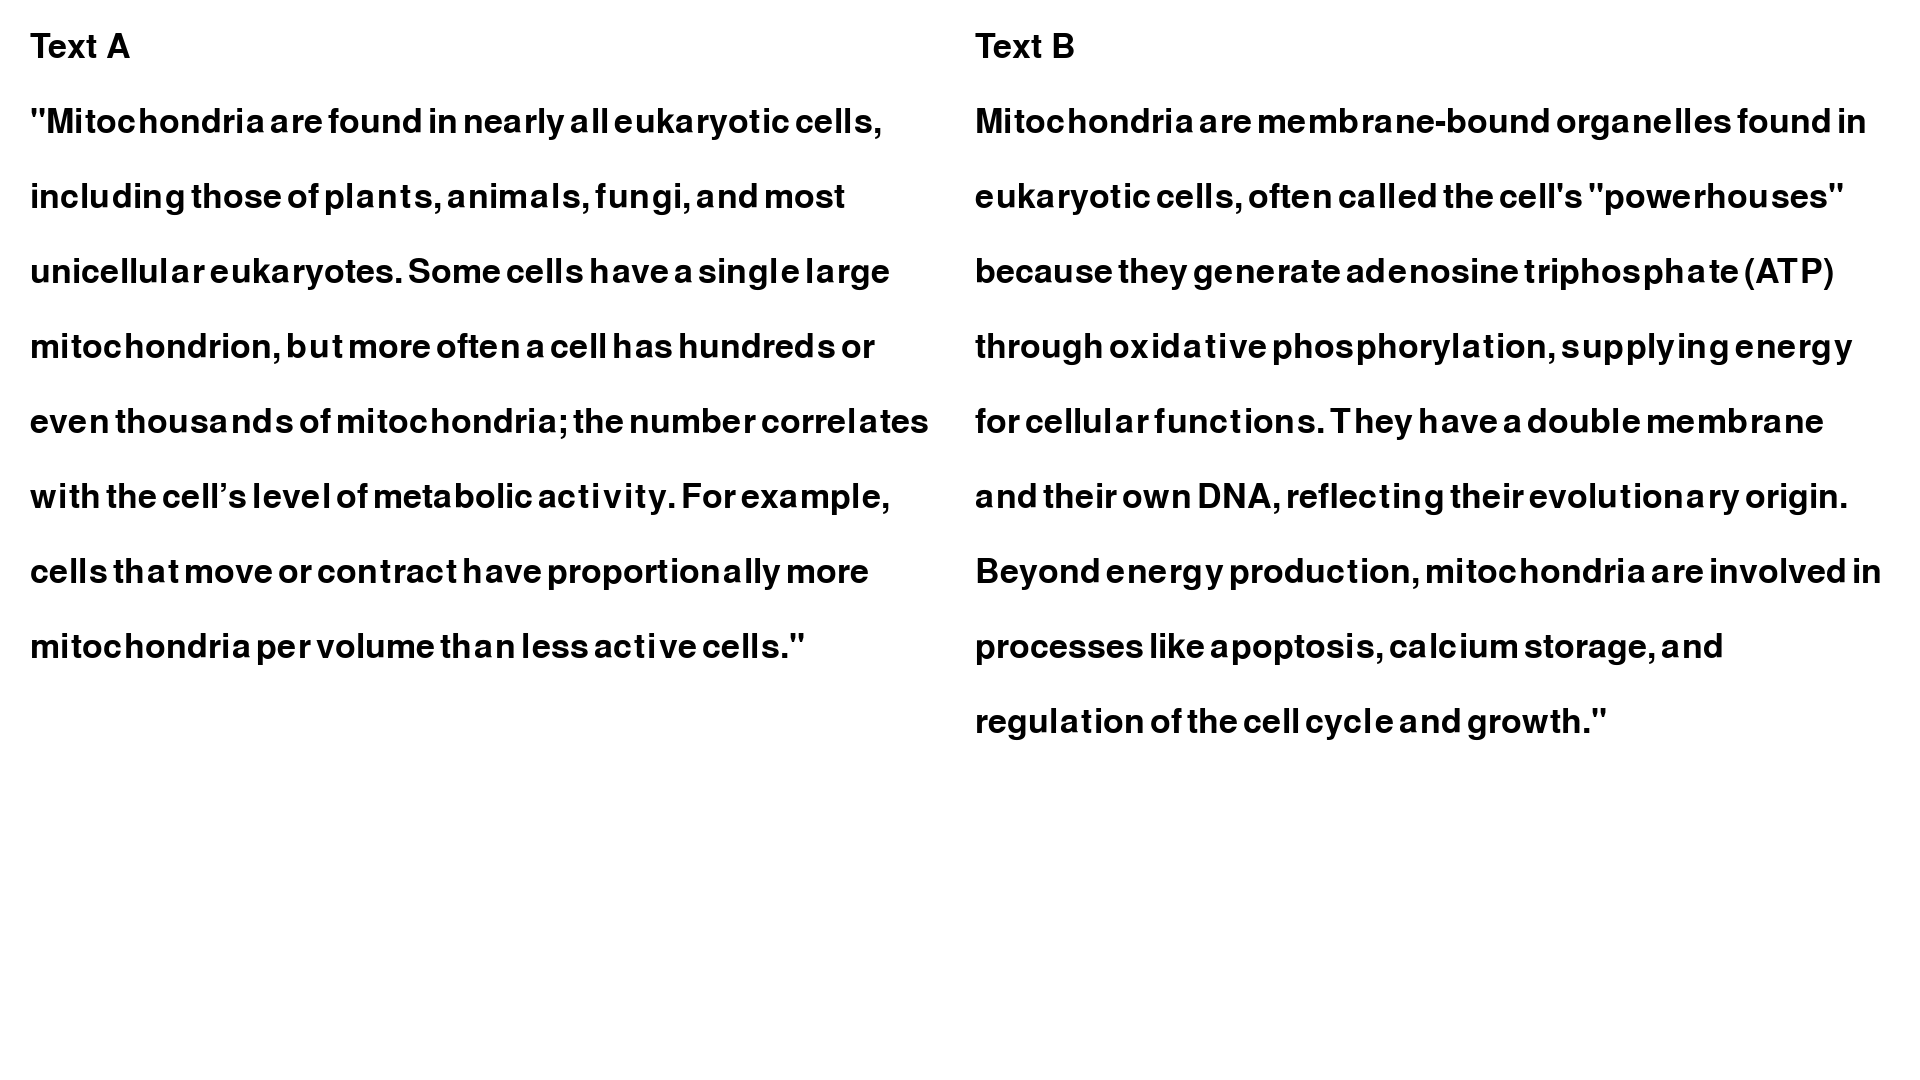 Text A
"Mitochondria are found in nearly all eukaryotic cells,
including those of plants, animals, fungi, and most
unicellular eukaryotes. Some cells have a single large
mitochondrion, but more often a cell has hundreds or
even thousands of mitochondria; the number correlates
with the cell’s level of metabolic activity. For example,
cells that move or contract have proportionally more
mitochondria per volume than less active cells."
Text B
Mitochondria are membrane-bound organelles found in
eukaryotic cells, often called the cell's "powerhouses"
because they generate adenosine triphosphate (ATP)
through oxidative phosphorylation, supplying energy
for cellular functions. They have a double membrane
and their own DNA, reflecting their evolutionary origin.
Beyond energy production, mitochondria are involved in
processes like apoptosis, calcium storage, and
regulation of the cell cycle and growth."